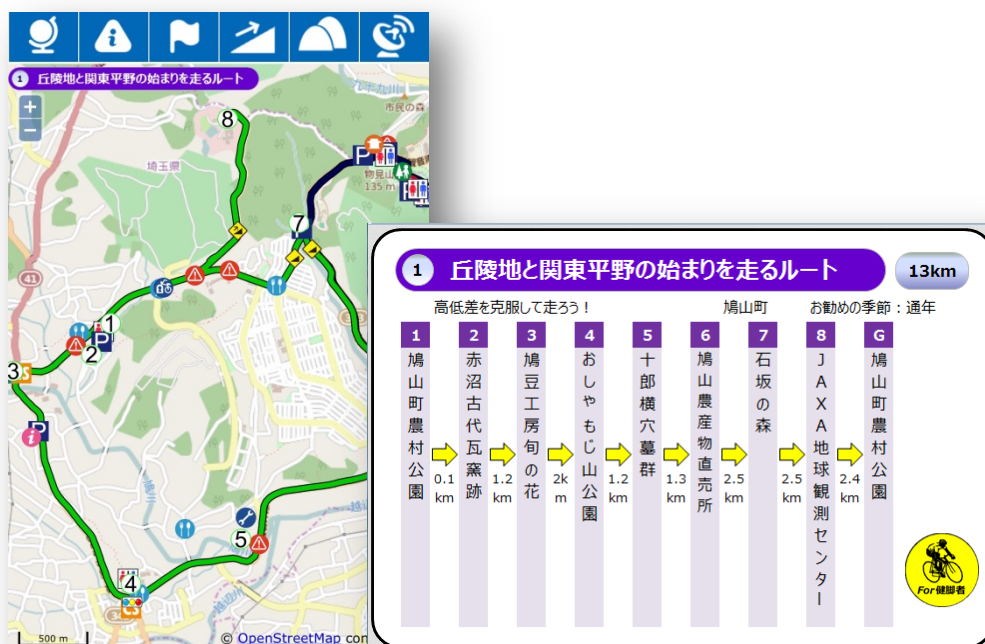 1 丘陵地と関東平野の始まりを走るルート
+
−
市民の森
埼玉県
物見山
135 m
P
8
7
41
1
P
2
3
P
5
4
500 m
© OpenStreetMap con
1 丘陵地と関東平野の始まりを走るルート 13km
高低差を克服して走ろう! 鳩山町 お勧めの季節:通年
1 2 3 4 5 6 7 8 G
鳩山町農村公園
0.1 km
赤沼古代瓦窯跡
1.2 km
鳩豆工房旬の花
2k m
おしゃもじ山公園
1.2 km
十郎横穴墓群
1.3 km
鳩山農産物直売所
2.5 km
石坂の森
2.5 km
JAXA地球観測センター
2.4 km
鳩山町農村公園
For健脚者